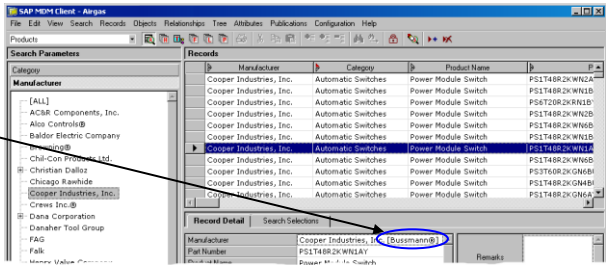 SAP MDM Client - Airgas
File Edit View Search Records Objects Relationships Tree Attributes Publications Configuration Help
Products
Search Parameters
Records
Category
Manufacturer
[ALL]
AC&R Components, Inc.
Alco Controls®
Baldor Electric Company
Browning®
Chil-Con Products Ltd.
Christian Dalloz
Chicago Rawhide
Cooper Industries, Inc.
Crews Inc.®
Dana Corporation
Danaher Tool Group
FAG
Falk
Manufacturer Category Product Name P
Cooper Industries, Inc. Automatic Switches Power Module Switch PS1T48R2KWN2A
Cooper Industries, Inc. Automatic Switches Power Module Switch PS1T48R2KWN1B
Cooper Industries, Inc. Automatic Switches Power Module Switch PS6T20R2KRN1B
Cooper Industries, Inc. Automatic Switches Power Module Switch PS1T48R2KWN2B
Cooper Industries, Inc. Automatic Switches Power Module Switch PS1T48R2KWN6B
Cooper Industries, Inc. Automatic Switches Power Module Switch PS1T18R2KWN1B
Cooper Industries, Inc. Automatic Switches Power Module Switch PS1T48R2KWN1A
Cooper Industries, Inc. Automatic Switches Power Module Switch PS1T48R2KWN6B
Cooper Industries, Inc. Automatic Switches Power Module Switch PS3T60R2KGN6B
Cooper Industries, Inc. Automatic Switches Power Module Switch PS3T48R2KGN4B
Cooper Industries, Inc. Automatic Switches Power Module Switch PS1T48R2KGN6A
Record Detail Search Selections
Manufacturer Cooper Industries, Inc. [Bussmann®]
Part Number PS1T48R2KWN1AY
Product Name Power Module Switch
Remarks